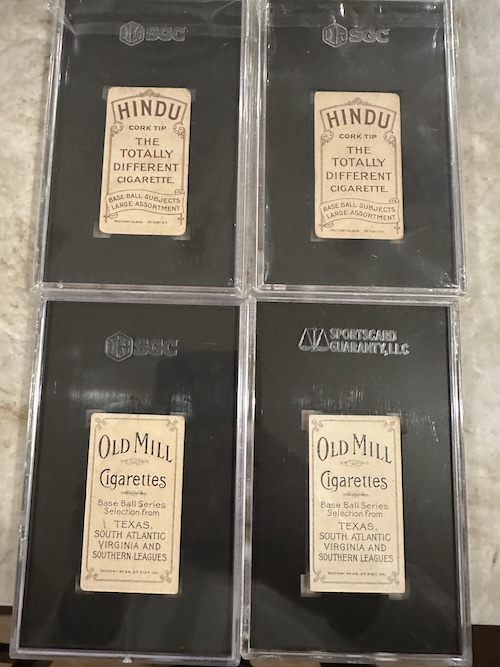 SGC
HINDU
CORK TIP
THE
TOTALLY
DIFFERENT
CIGARETTE.
BASE BALL SUBJECTS
LARGE ASSORTMENT
SGC
HINDU
CORK TIP
THE
TOTALLY
DIFFERENT
CIGARETTE.
BASE BALL SUBJECTS
LARGE ASSORTMENT
SGC
OLD MILL
Cigarettes
Base Ball Series
Selection from
TEXAS,
SOUTH ATLANTIC
VIRGINIA AND
SOUTHERN LEAGUES
SPORTSCARD
GUARANTY, LLC
OLD MILL
Cigarettes
Base Ball Series
Selection from
TEXAS,
SOUTH ATLANTIC
VIRGINIA AND
SOUTHERN LEAGUES